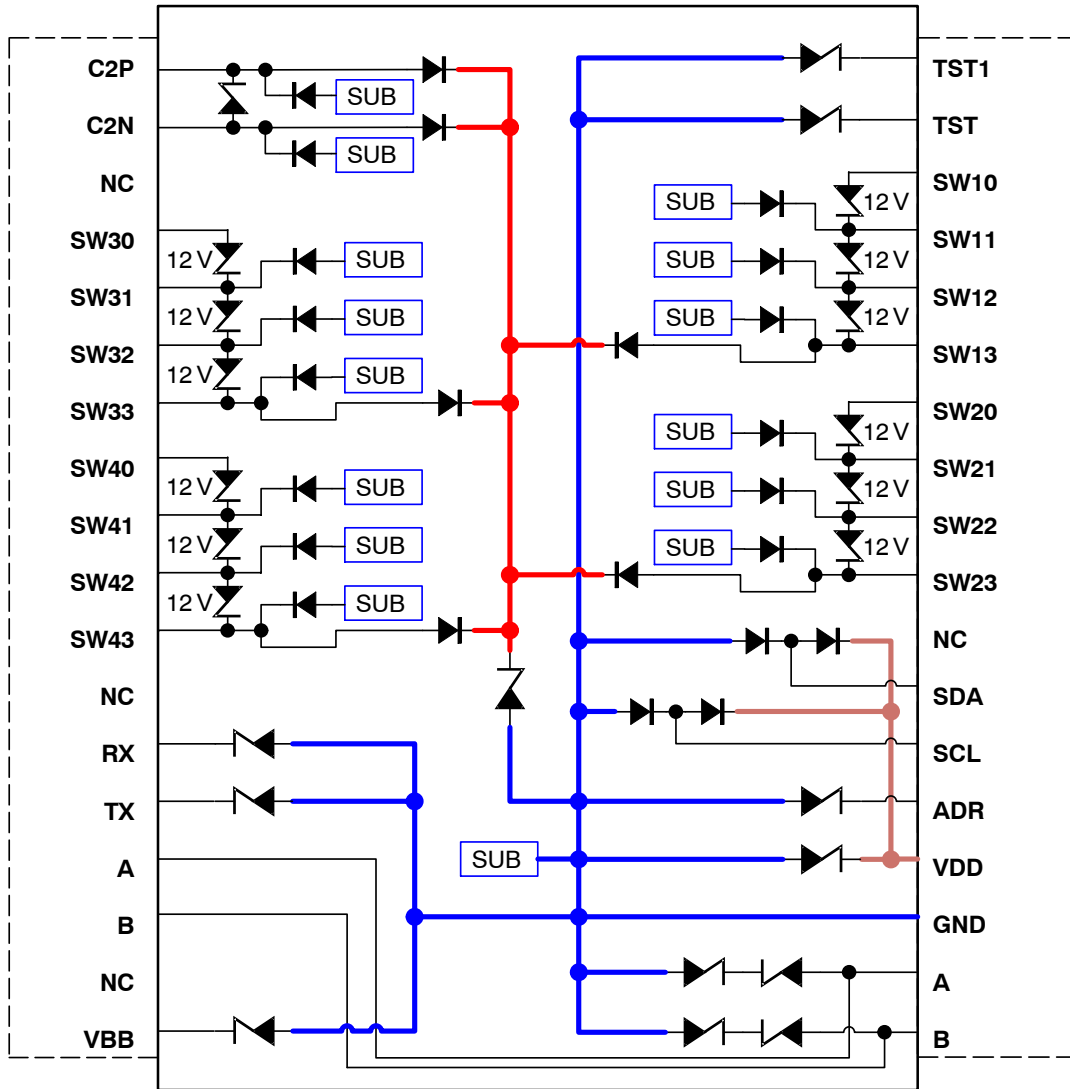 C2P
SUB
C2N
SUB
NC
SW30
12 V
SUB
SW31
12 V
SUB
SW32
12 V
SUB
SW33
SW40
12 V
SUB
SW41
12 V
SUB
SW42
12 V
SUB
SW43
NC
RX
TX
A
B
NC
VBB
SUB
TST1
TST
SW10
SUB
12 V
SW11
SUB
12 V
SW12
SUB
12 V
SW13
SW20
SUB
12 V
SW21
SUB
12 V
SW22
SUB
12 V
SW23
NC
SDA
SCL
ADR
VDD
GND
A
B